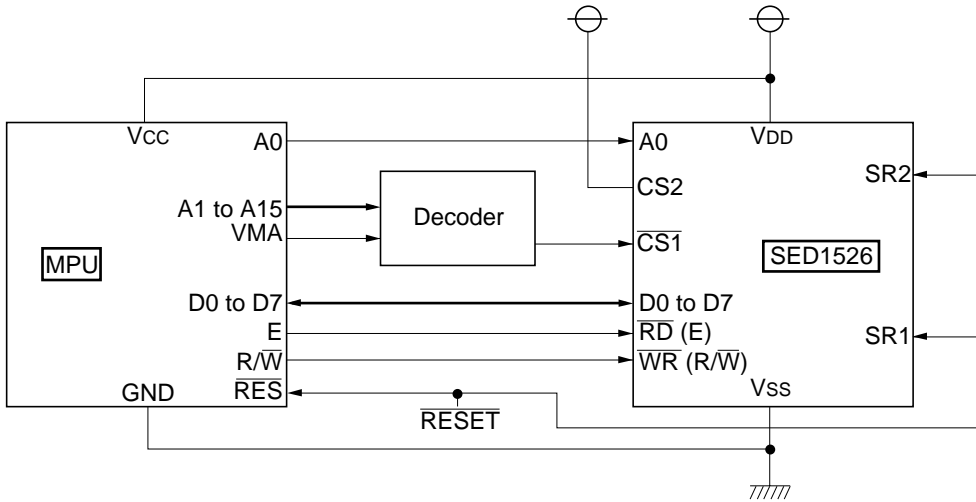 VCC
A0
A0
VDD
SR2
CS2
A1 to A15
Decoder
VMA
CS1
MPU
SED1526
D0 to D7
D0 to D7
E
RD (E)
SR1
R/W
WR (R/W)
GND
RES
VSS
RESET